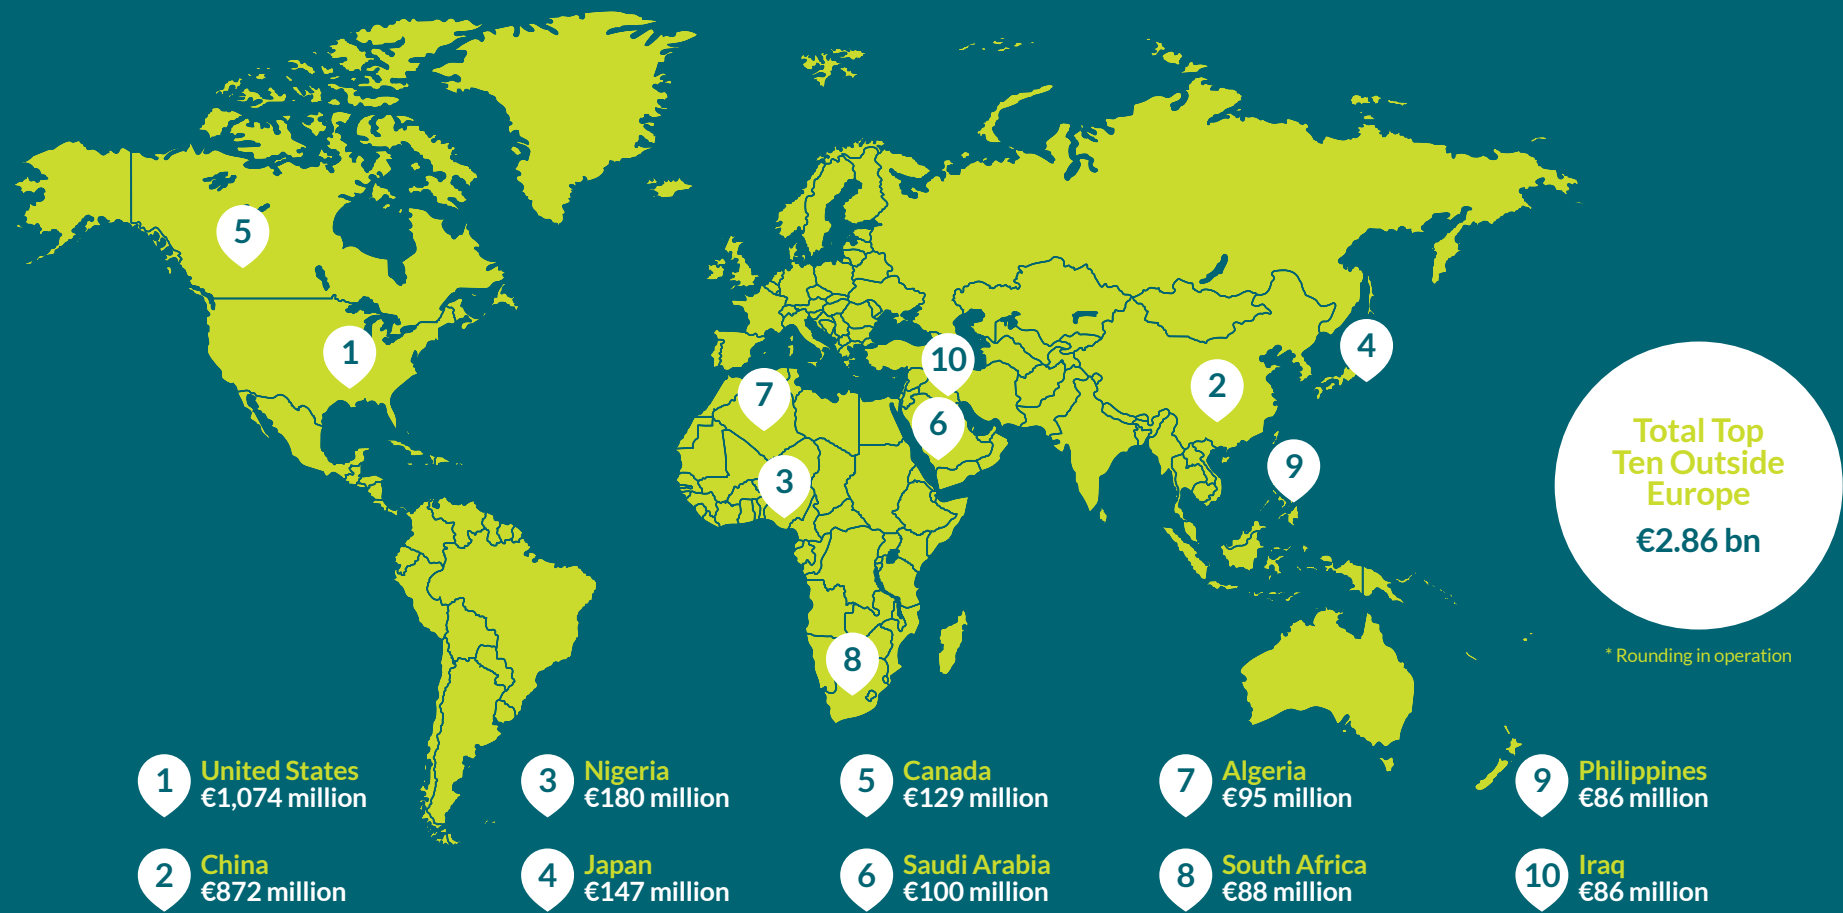 5
1
7
3
10
6
8
2
4
9
Total Top
Ten Outside
Europe
€2.86 bn
* Rounding in operation
1 United States
€1,074 million
2 China
€872 million
3 Nigeria
€180 million
4 Japan
€147 million
5 Canada
€129 million
6 Saudi Arabia
€100 million
7 Algeria
€95 million
8 South Africa
€88 million
9 Philippines
€86 million
10 Iraq
€86 million